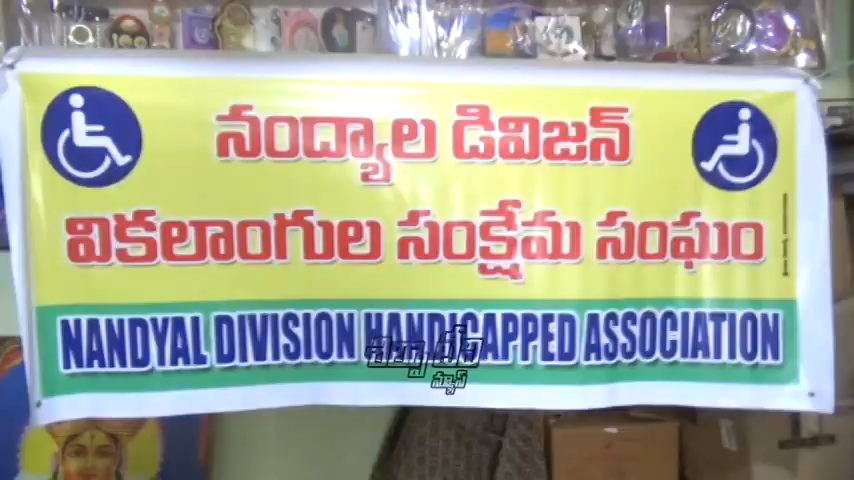 నంద్యాల డివిజన్
వికలాంగుల సంక్షేమ సంఘం
NANDYAL DIVISION HANDICAPPED ASSOCIATION
న్యూస్